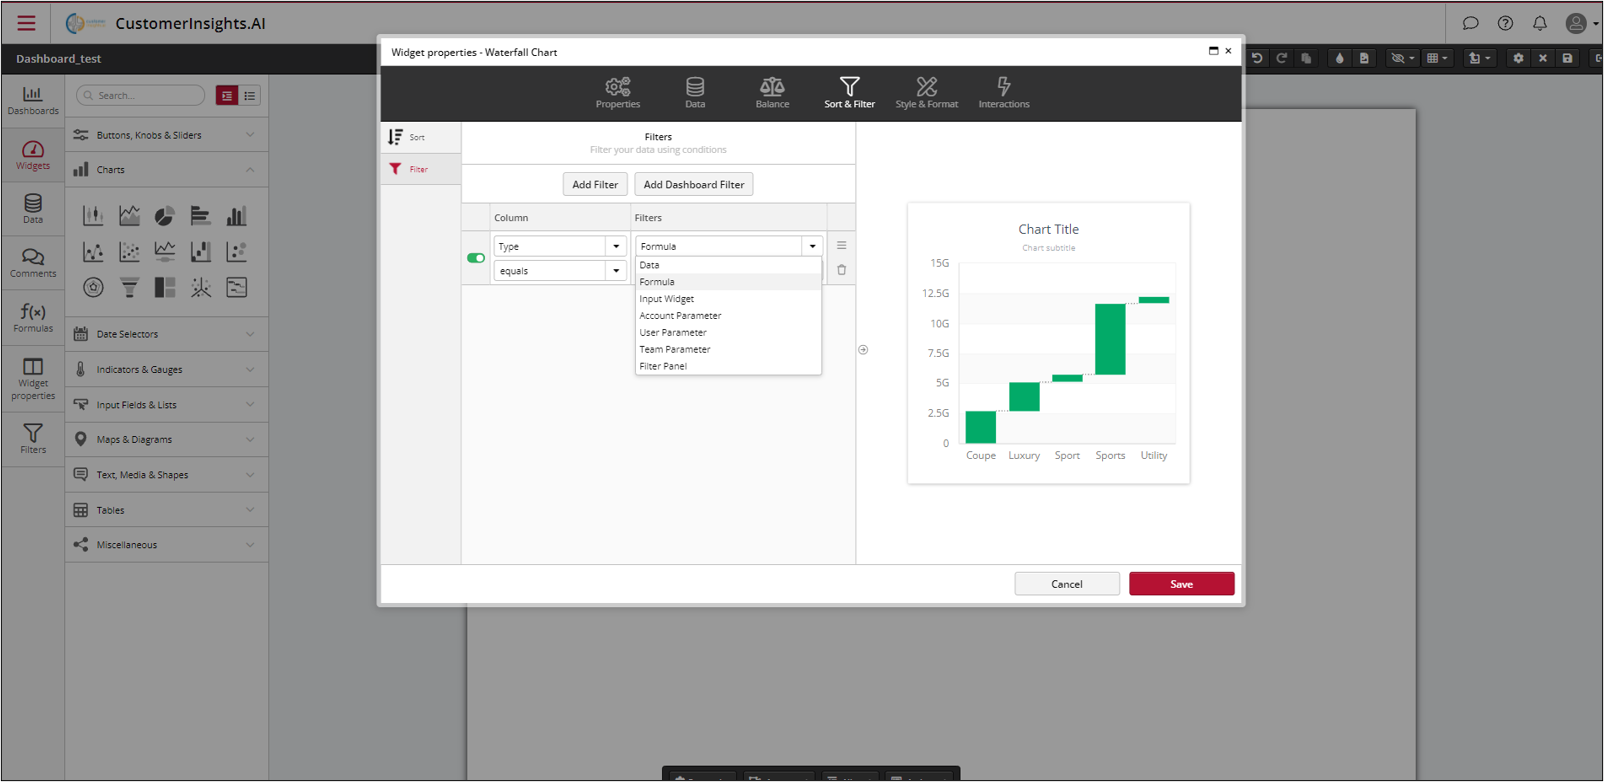 CustomerInsights.AI
Dashboard_test
Dashboards
Widgets
Data
Comments
Formulas
Widget
properties
Filters
Search...
Buttons, Knobs & Sliders
Charts
Date Selectors
Indicators & Gauges
Input Fields & Lists
Maps & Diagrams
Text, Media & Shapes
Tables
Miscellaneous
Widget properties - Waterfall Chart
Properties
Data
Balance
Sort & Filter
Style & Format
Interactions
Sort
Filter
Filters
Filter your data using conditions
Add Filter
Add Dashboard Filter
Column
Filters
Type
Formula
equals
Data
Formula
Input Widget
Account Parameter
User Parameter
Team Parameter
Filter Panel
Chart Title
Chart subtitle
15G
12.5G
10G
7.5G
5G
2.5G
0
Coupe Luxury Sport Sports Utility
Cancel
Save